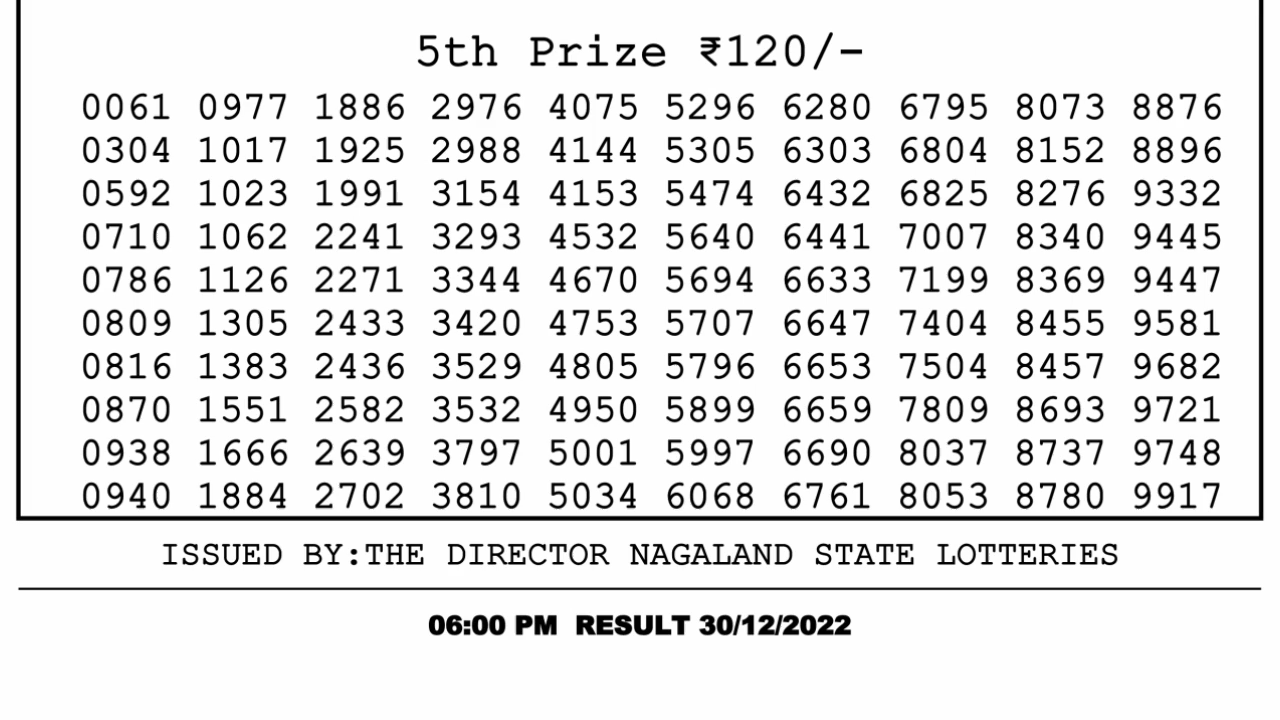 5th Prize ₹120/-
0061 0977 1886 2976 4075 5296 6280 6795 8073 8876
0304 1017 1925 2988 4144 5305 6303 6804 8152 8896
0592 1023 1991 3154 4153 5474 6432 6825 8276 9332
0710 1062 2241 3293 4532 5640 6441 7007 8340 9445
0786 1126 2271 3344 4670 5694 6633 7199 8369 9447
0809 1305 2433 3420 4753 5707 6647 7404 8455 9581
0816 1383 2436 3529 4805 5796 6653 7504 8457 9682
0870 1551 2582 3532 4950 5899 6659 7809 8693 9721
0938 1666 2639 3797 5001 5997 6690 8037 8737 9748
0940 1884 2702 3810 5034 6068 6761 8053 8780 9917
ISSUED BY:THE DIRECTOR NAGALAND STATE LOTTERIES
06:00 PM RESULT 30/12/2022